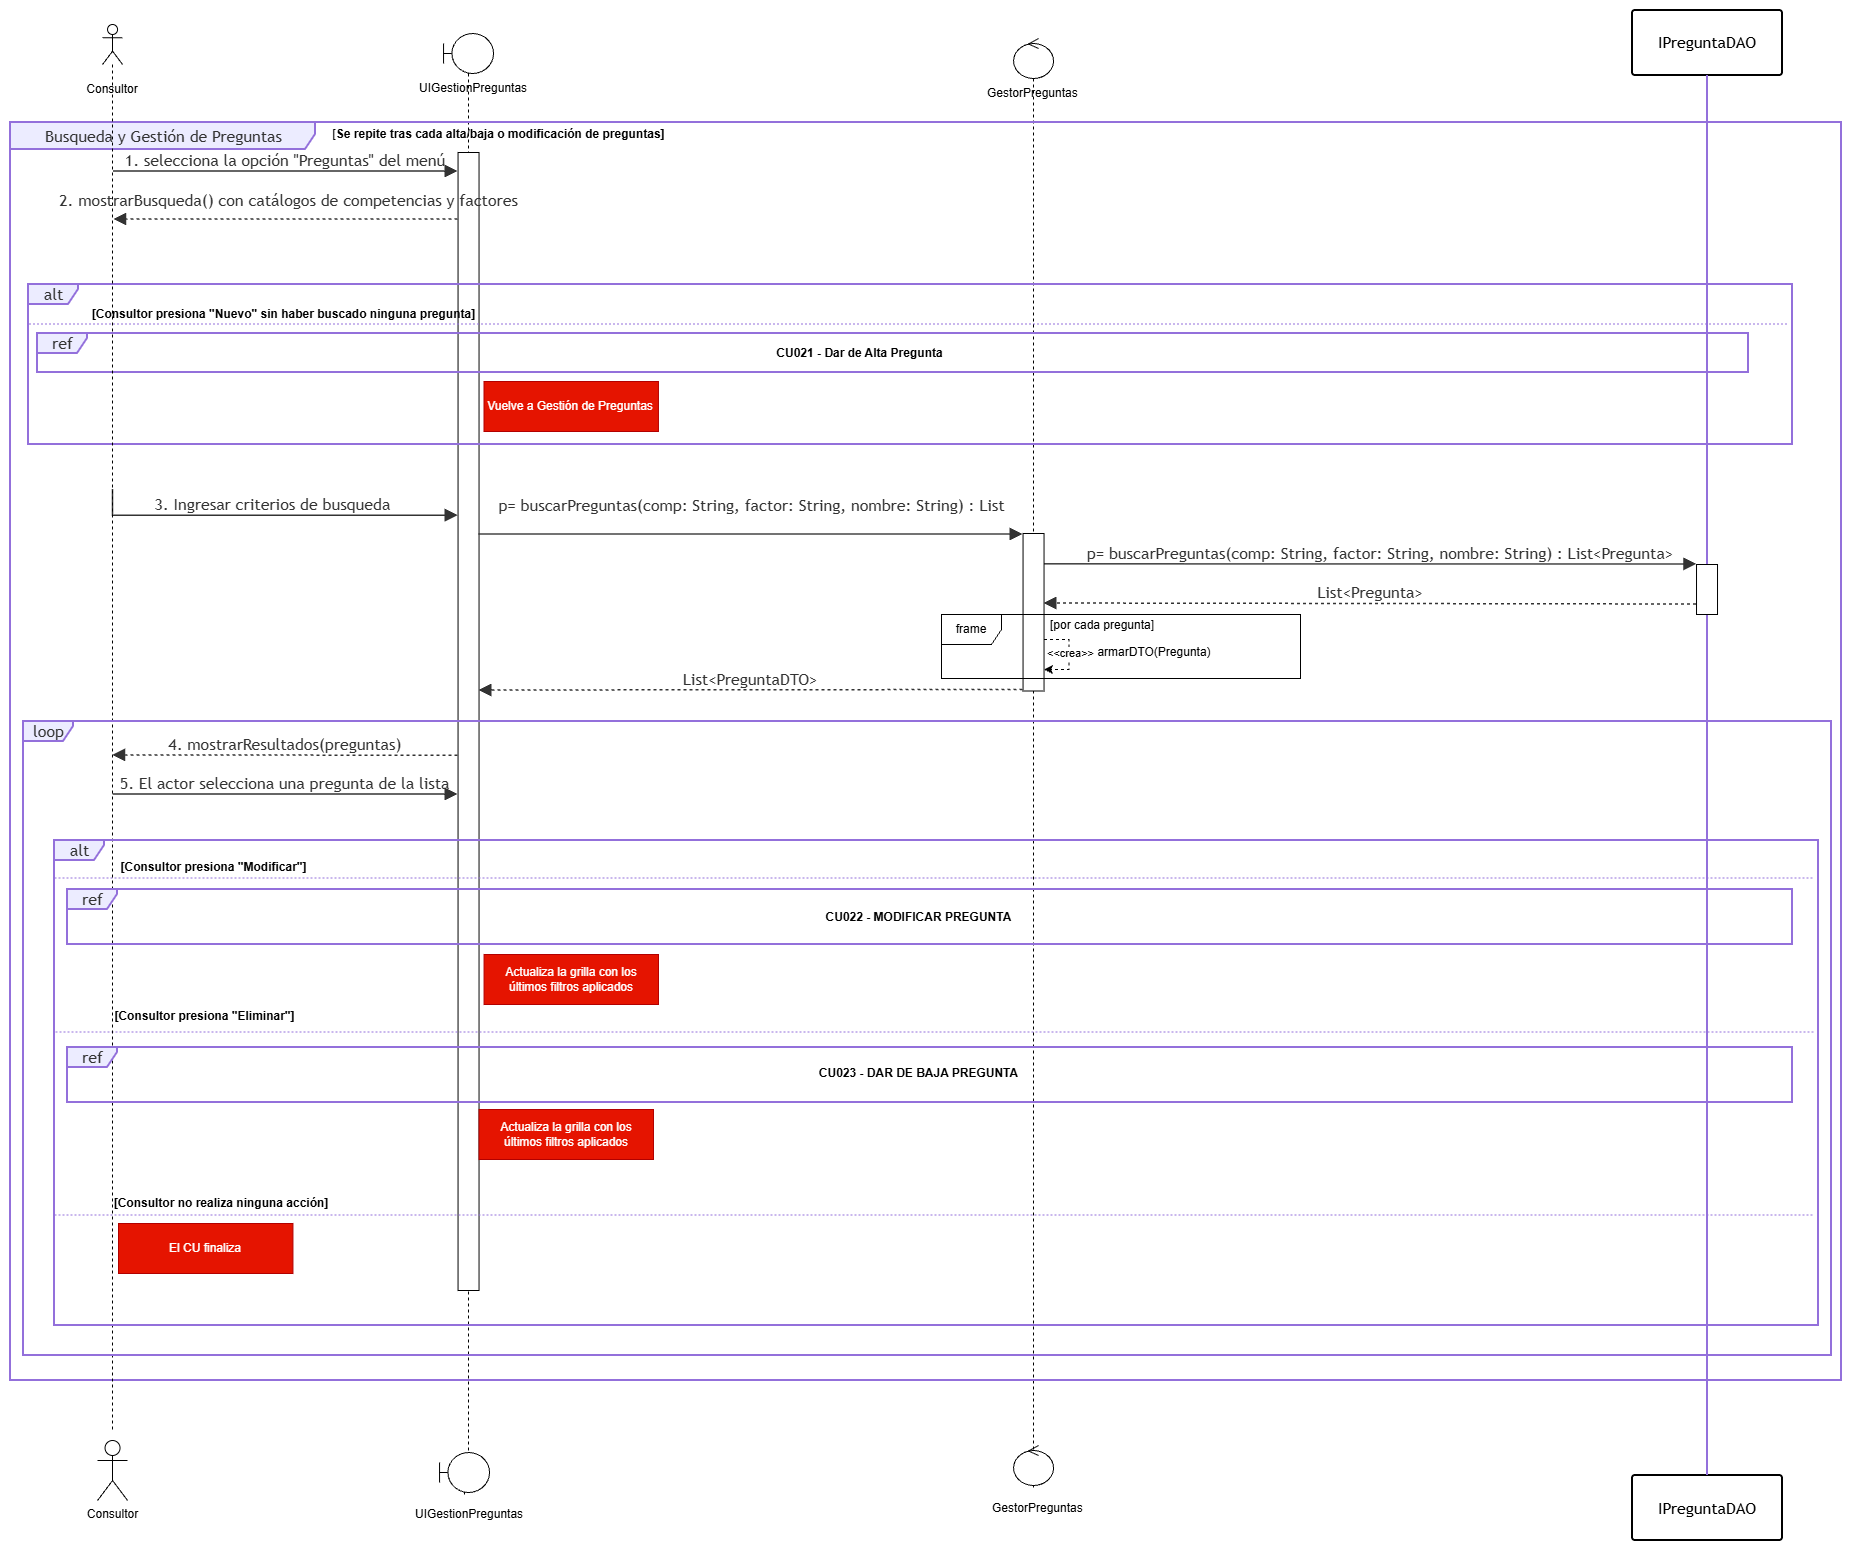 Consultor
UIGestionPreguntas
GestorPreguntas
IPreguntaDAO
Busqueda y Gestión de Preguntas
[Se repite tras cada alta/baja o modificación de preguntas]
1. selecciona la opción "Preguntas" del menú
2. mostrarBusqueda() con catálogos de competencias y factores
alt
[Consultor presiona "Nuevo" sin haber buscado ninguna pregunta]
ref
CU021 - Dar de Alta Pregunta
Vuelve a Gestión de Preguntas
3. Ingresar criterios de busqueda
p= buscarPreguntas(comp: String, factor: String, nombre: String) : List
p= buscarPreguntas(comp: String, factor: String, nombre: String) : List<Pregunta>
List<Pregunta>
frame
[por cada pregunta]
<<crea>> armarDTO(Pregunta)
List<PreguntaDTO>
loop
4. mostrarResultados(preguntas)
5. El actor selecciona una pregunta de la lista
alt
[Consultor presiona "Modificar"]
ref
CU022 - MODIFICAR PREGUNTA
Actualiza la grilla con los
últimos filtros aplicados
[Consultor presiona "Eliminar"]
ref
CU023 - DAR DE BAJA PREGUNTA
Actualiza la grilla con los
últimos filtros aplicados
[Consultor no realiza ninguna acción]
El CU finaliza
Consultor
UIGestionPreguntas
GestorPreguntas
IPreguntaDAO